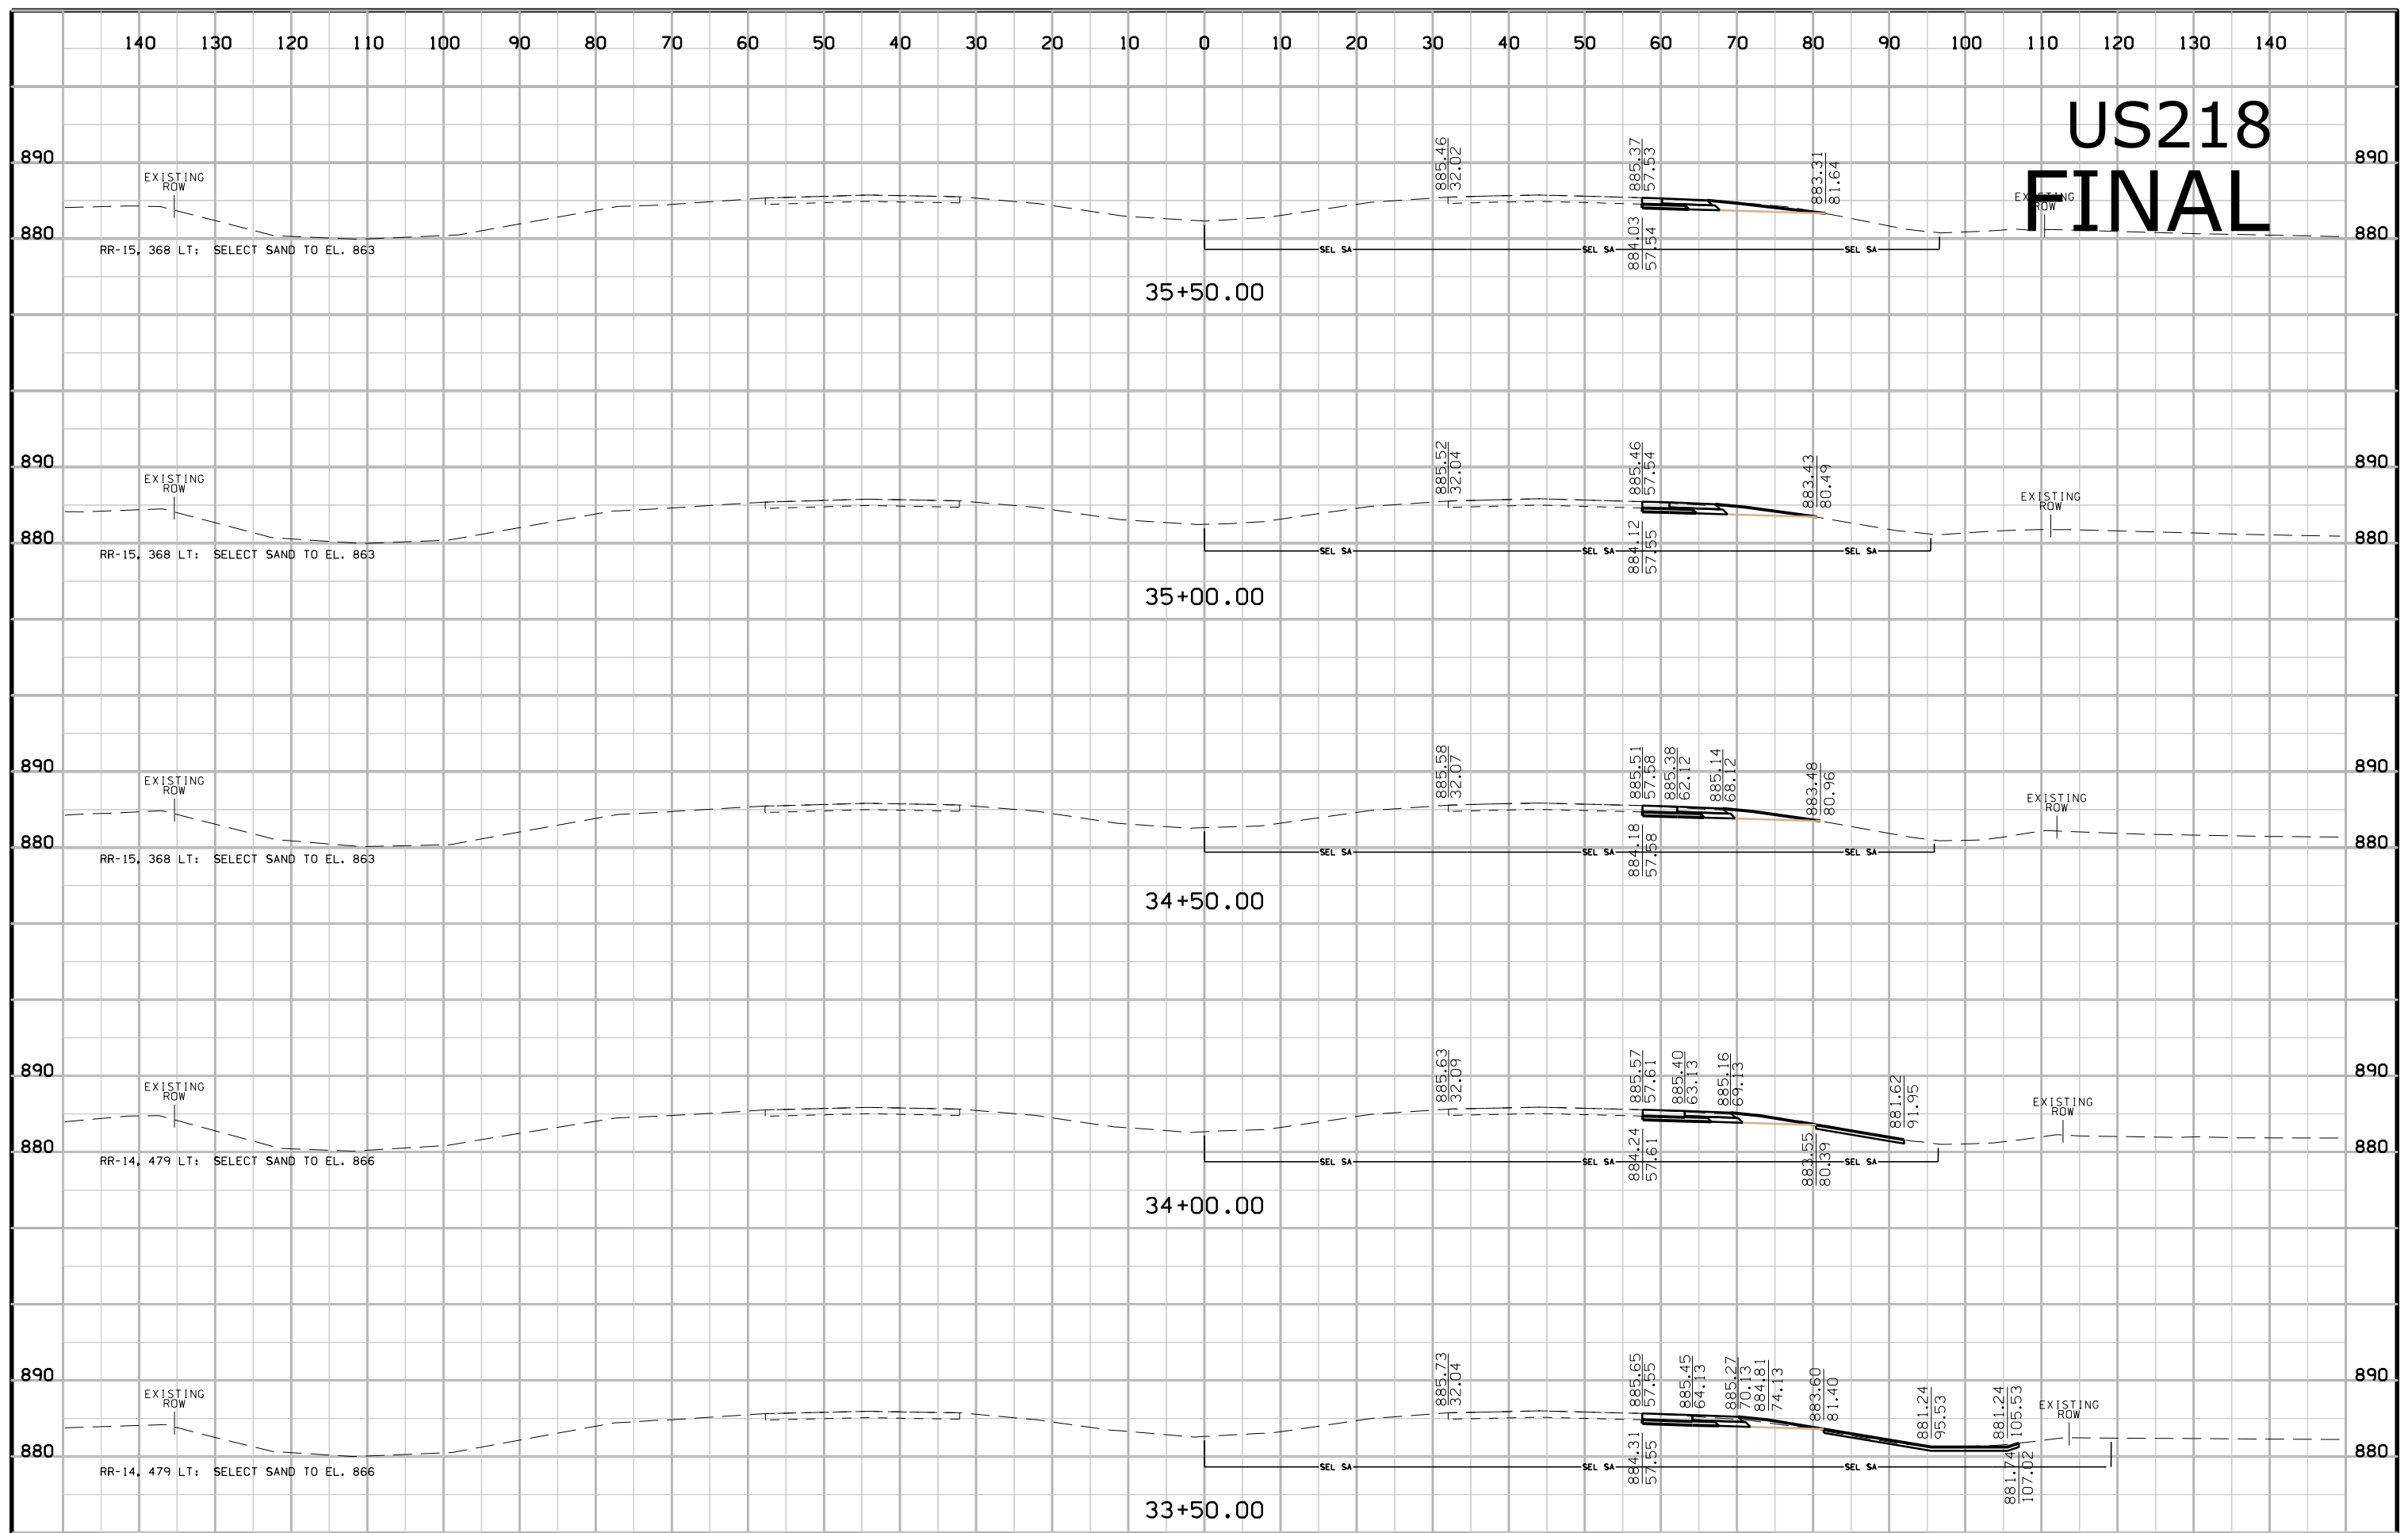 140 130 120 110 100 90 80 70 60 50 40 30 20 10 0 10 20 30 40 50 60 70 80 90 100 110 120 130 140
US218
FINAL
890 890
885.46
32.02
885.37
57.53
883.31
81.64
EXISTING
ROW
EXISTING
ROW
880 880
RR-15, 368 LT: SELECT SAND TO EL. 863
SEL SA SEL SA SEL SA
884.03
57.54
35+50.00
890 890
885.52
32.04
885.46
57.54
883.43
80.49
EXISTING
ROW
EXISTING
ROW
880 880
RR-15, 368 LT: SELECT SAND TO EL. 863
SEL SA SEL SA SEL SA
884.12
57.55
35+00.00
890 890
885.58
32.07
885.51
57.58
885.38
62.12
885.14
68.12
883.48
80.96
EXISTING
ROW
EXISTING
ROW
880 880
RR-15, 368 LT: SELECT SAND TO EL. 863
SEL SA SEL SA SEL SA
884.18
57.58
34+50.00
890 890
885.63
32.09
885.57
57.61
885.40
63.13
885.16
69.13
881.62
91.95
EXISTING
ROW
EXISTING
ROW
880 880
RR-14, 479 LT: SELECT SAND TO EL. 866
SEL SA SEL SA SEL SA
884.24
57.61
883.55
80.39
34+00.00
890 890
885.73
32.04
885.65
57.55
885.45
64.13
885.27
70.13
884.81
74.13
883.60
81.40
881.24
95.53
881.24
105.53
EXISTING
ROW
EXISTING
ROW
880 880
RR-14, 479 LT: SELECT SAND TO EL. 866
SEL SA SEL SA SEL SA
884.31
57.55
881.74
107.02
33+50.00